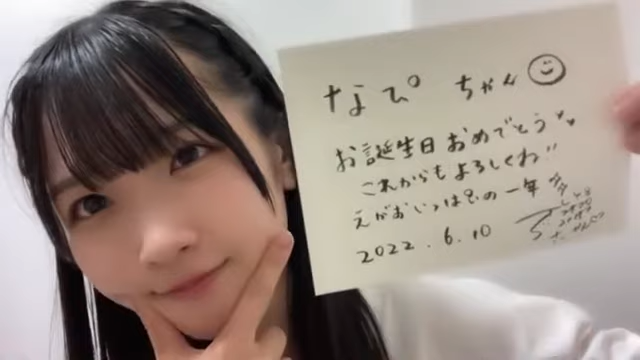 なぴちゃん
お誕生日おめでとう
これからもよろしくね!!
えがおいっぱいの一年
2022.6.10